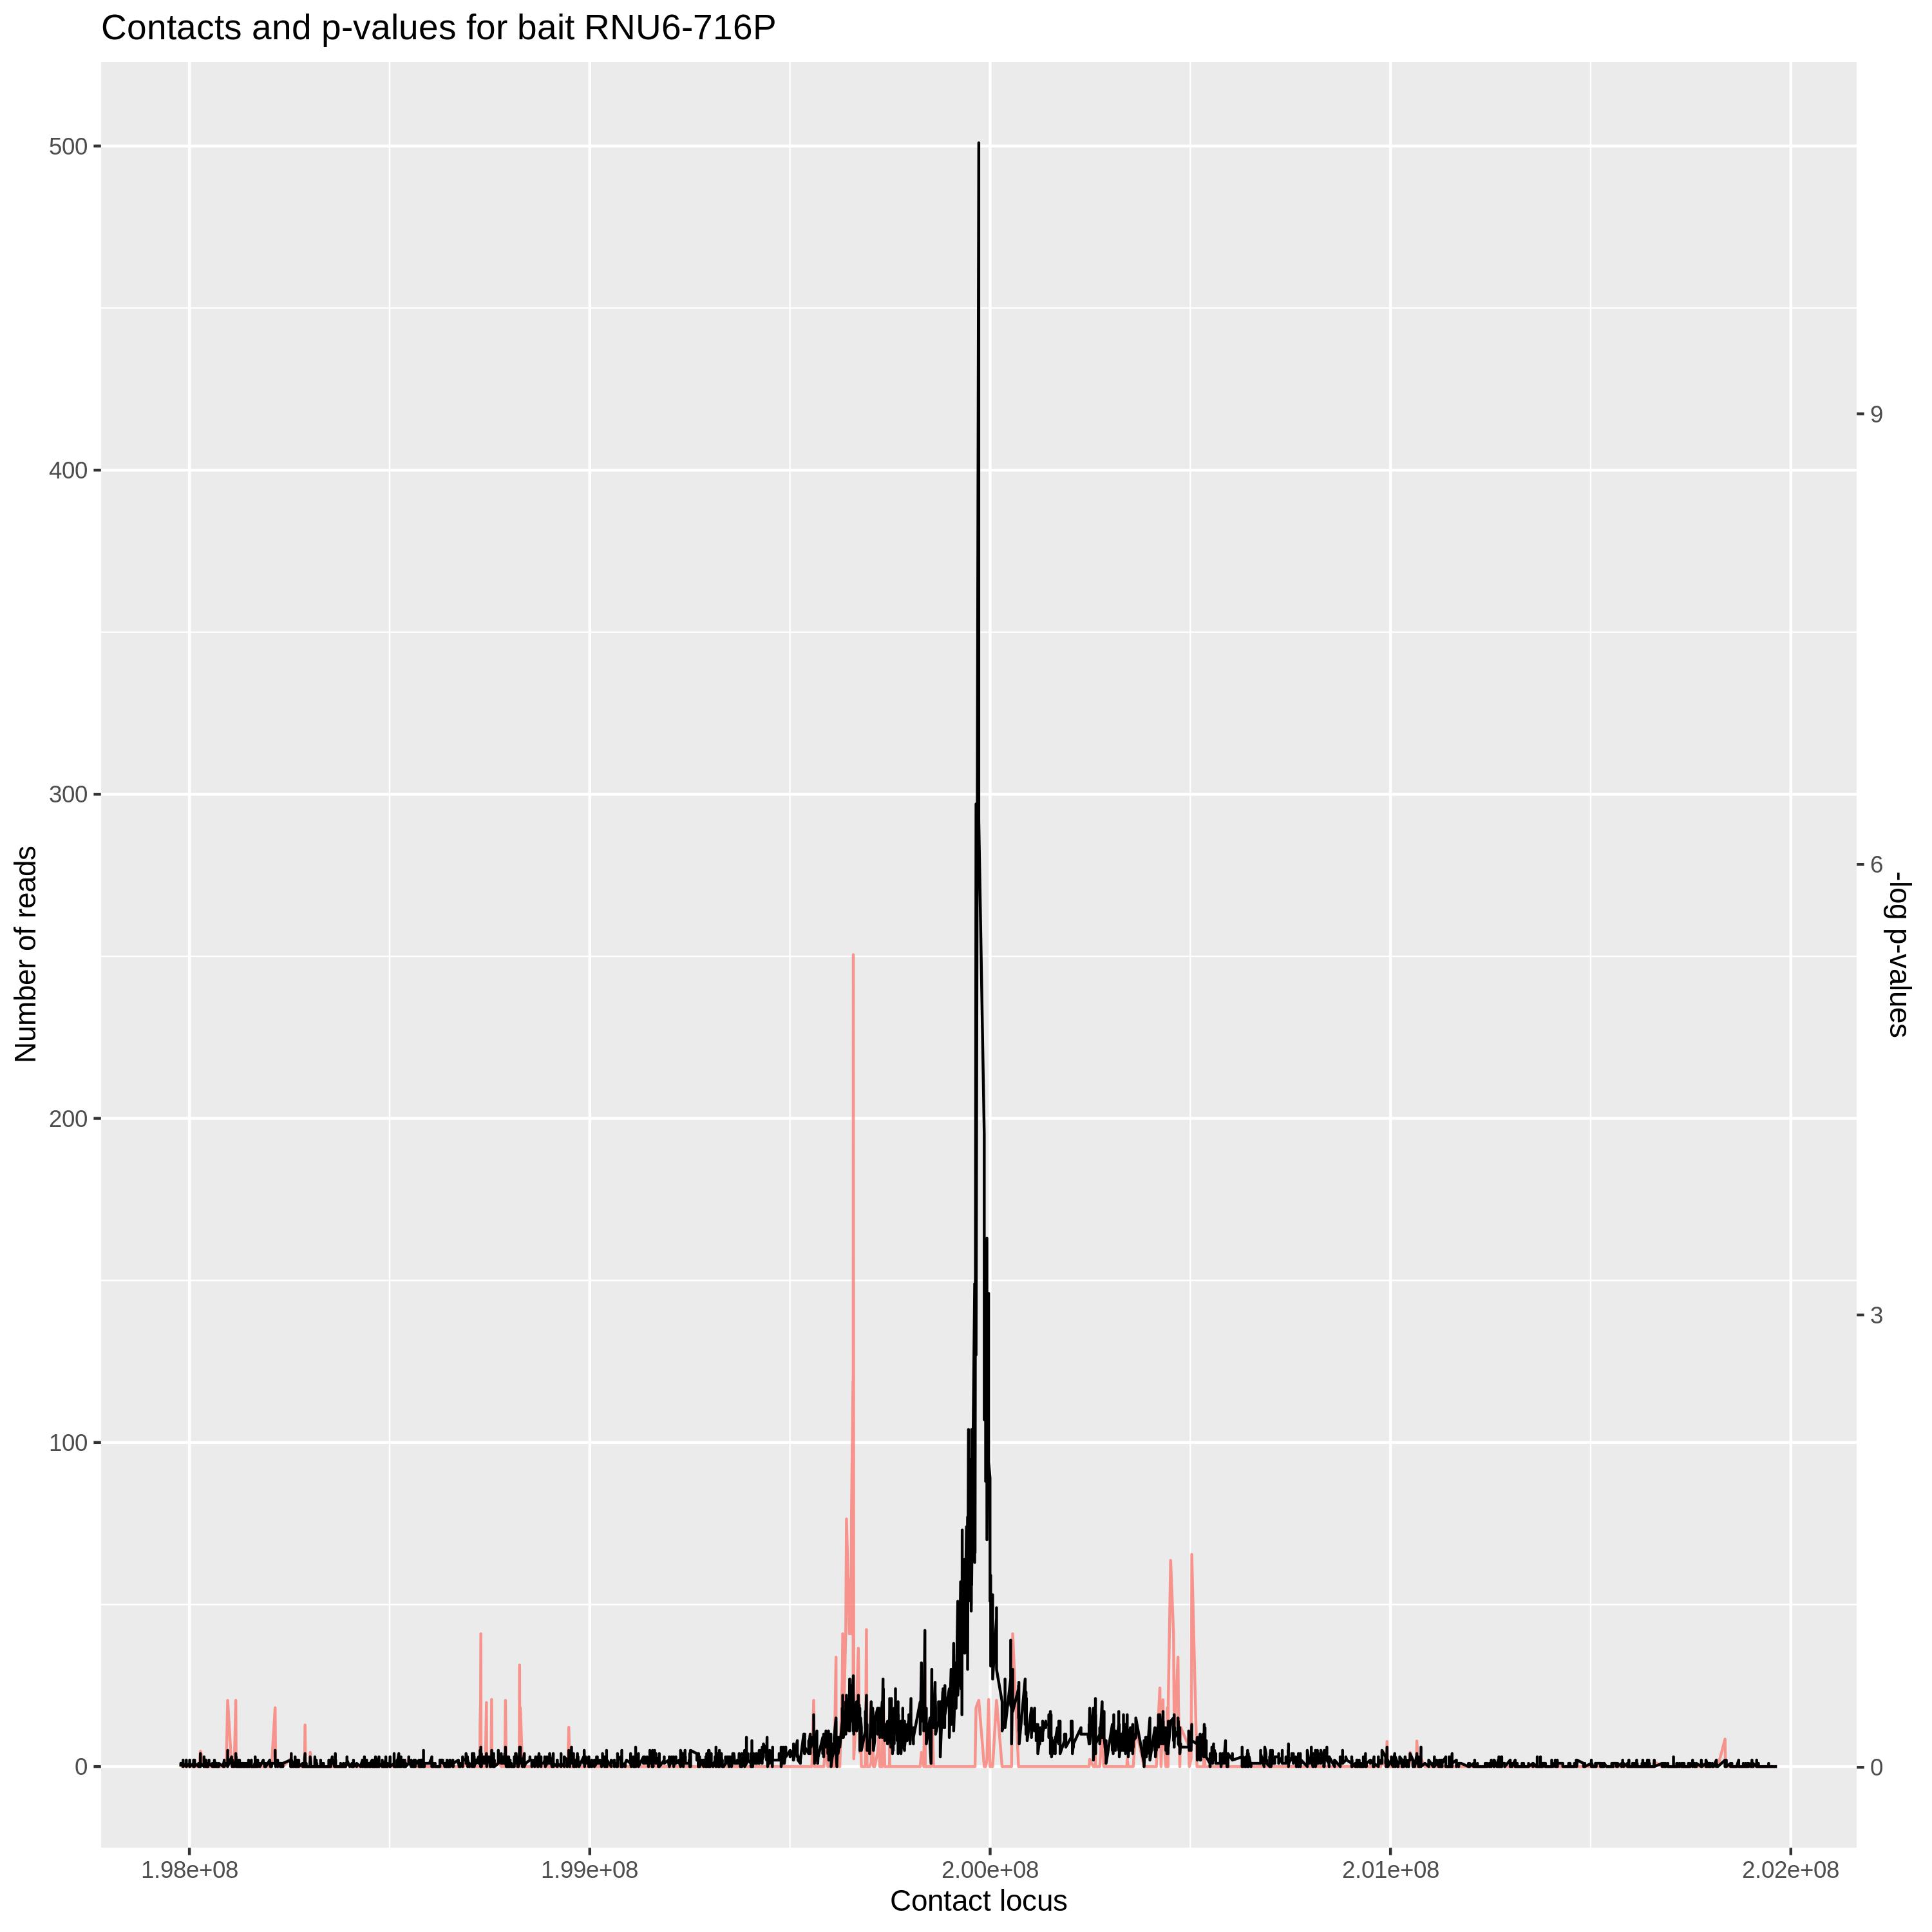 Contacts and p-values for bait RNU6-716P
Number of reads
500
400
300
200
100
0
9
6
3
0
-log p-values
1.98e+08
1.99e+08
2.00e+08
2.01e+08
2.02e+08
Contact locus